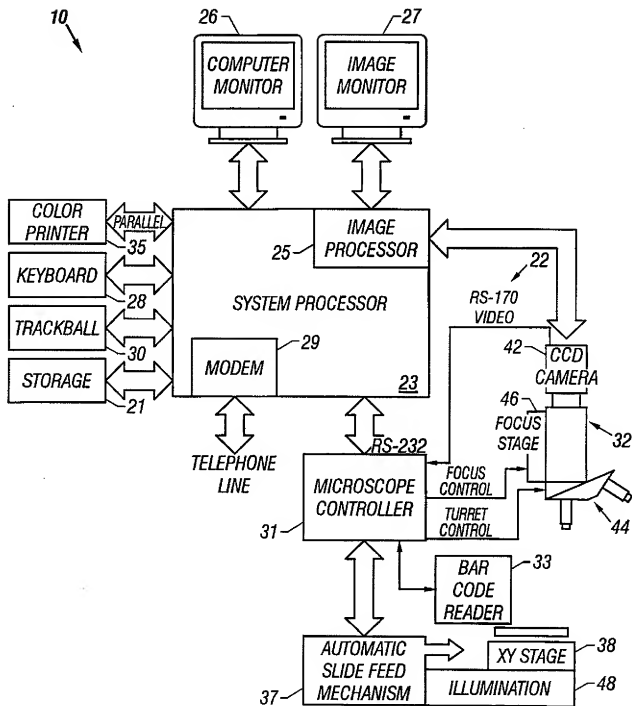 10
26
27
COMPUTER
MONITOR
IMAGE
MONITOR
COLOR
PRINTER
PARALLEL
35
KEYBOARD
28
TRACKBALL
30
STORAGE
21
IMAGE
PROCESSOR
25
SYSTEM PROCESSOR
MODEM
29
23
22
RS-170
VIDEO
42
CCD
CAMERA
46
FOCUS
STAGE
32
44
TELEPHONE
LINE
RS-232
MICROSCOPE
CONTROLLER
31
FOCUS
CONTROL
TURRET
CONTROL
33
BAR
CODE
READER
AUTOMATIC
SLIDE FEED
MECHANISM
37
XY STAGE
38
ILLUMINATION
48